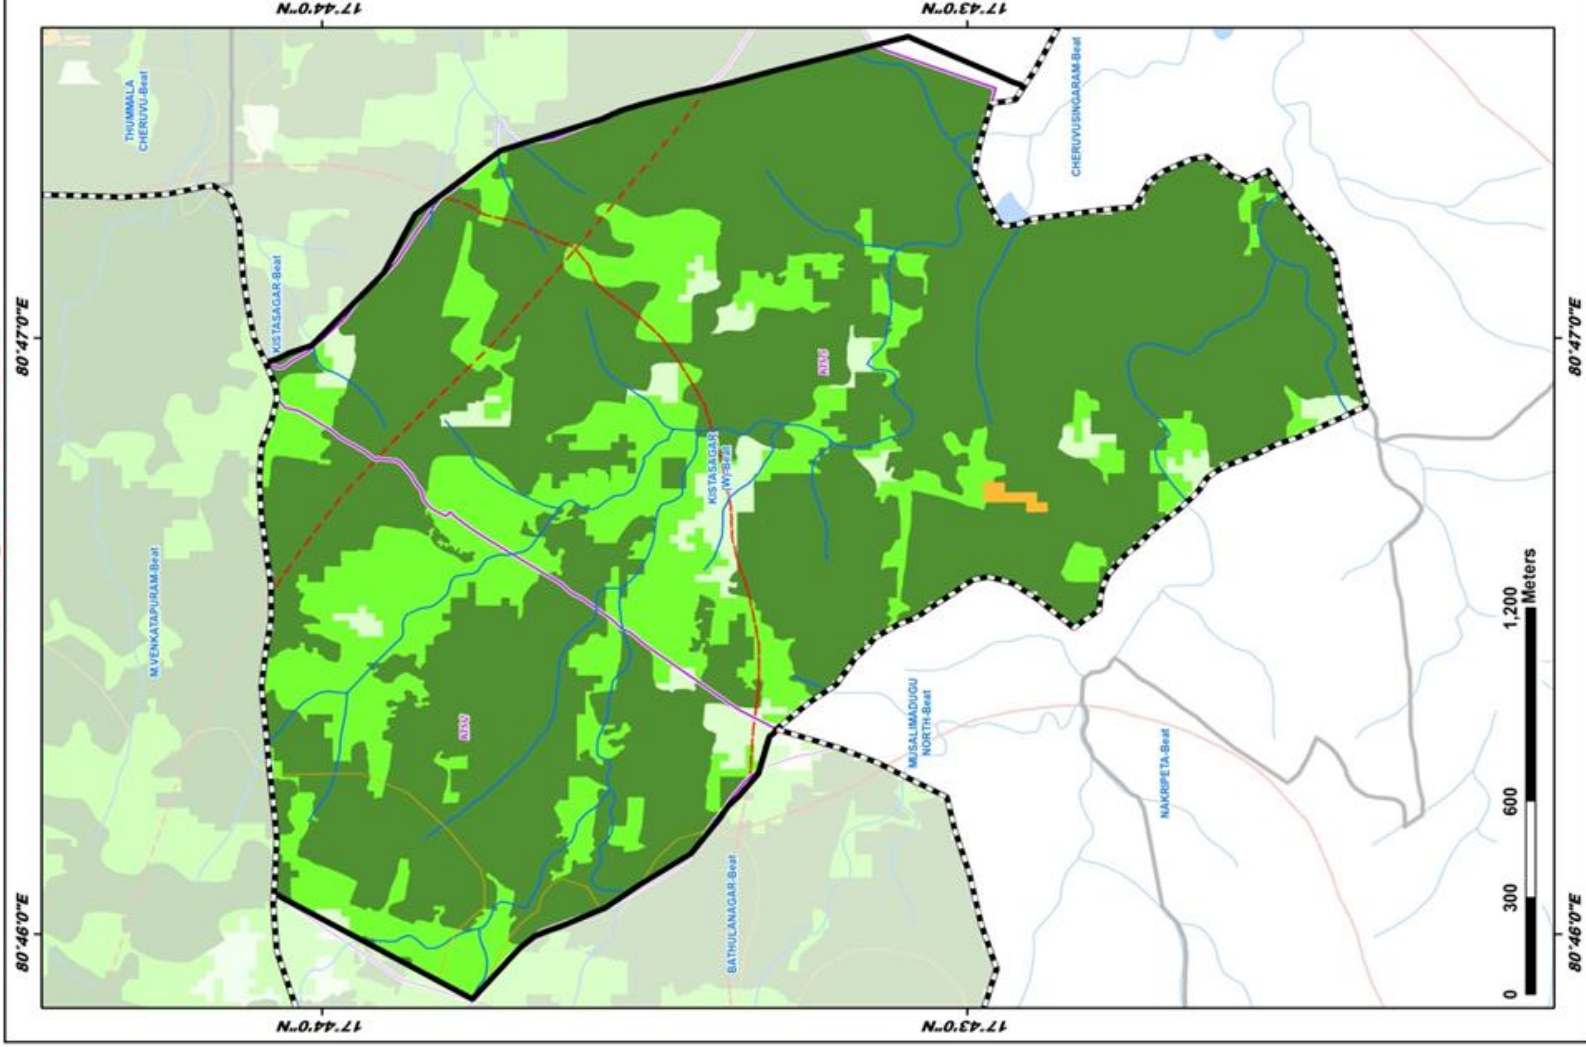 80°46'0"E
80°47'0"E
17°44'0"N
17°44'0"N
M.VENKATAPURAM-Beat
KISTASAGAR-Beat
THUMMALA
CHERUVU-Beat
KISTASAGAR
(W)-Beat
BATHULANAGAR-Beat
MUSALIMADUGU
NORTH-Beat
17°43'0"N
17°43'0"N
CHERUVUSINGARAM-Beat
NAKRIPETA-Beat
0
300
600
1,200
Meters
80°46'0"E
80°47'0"E